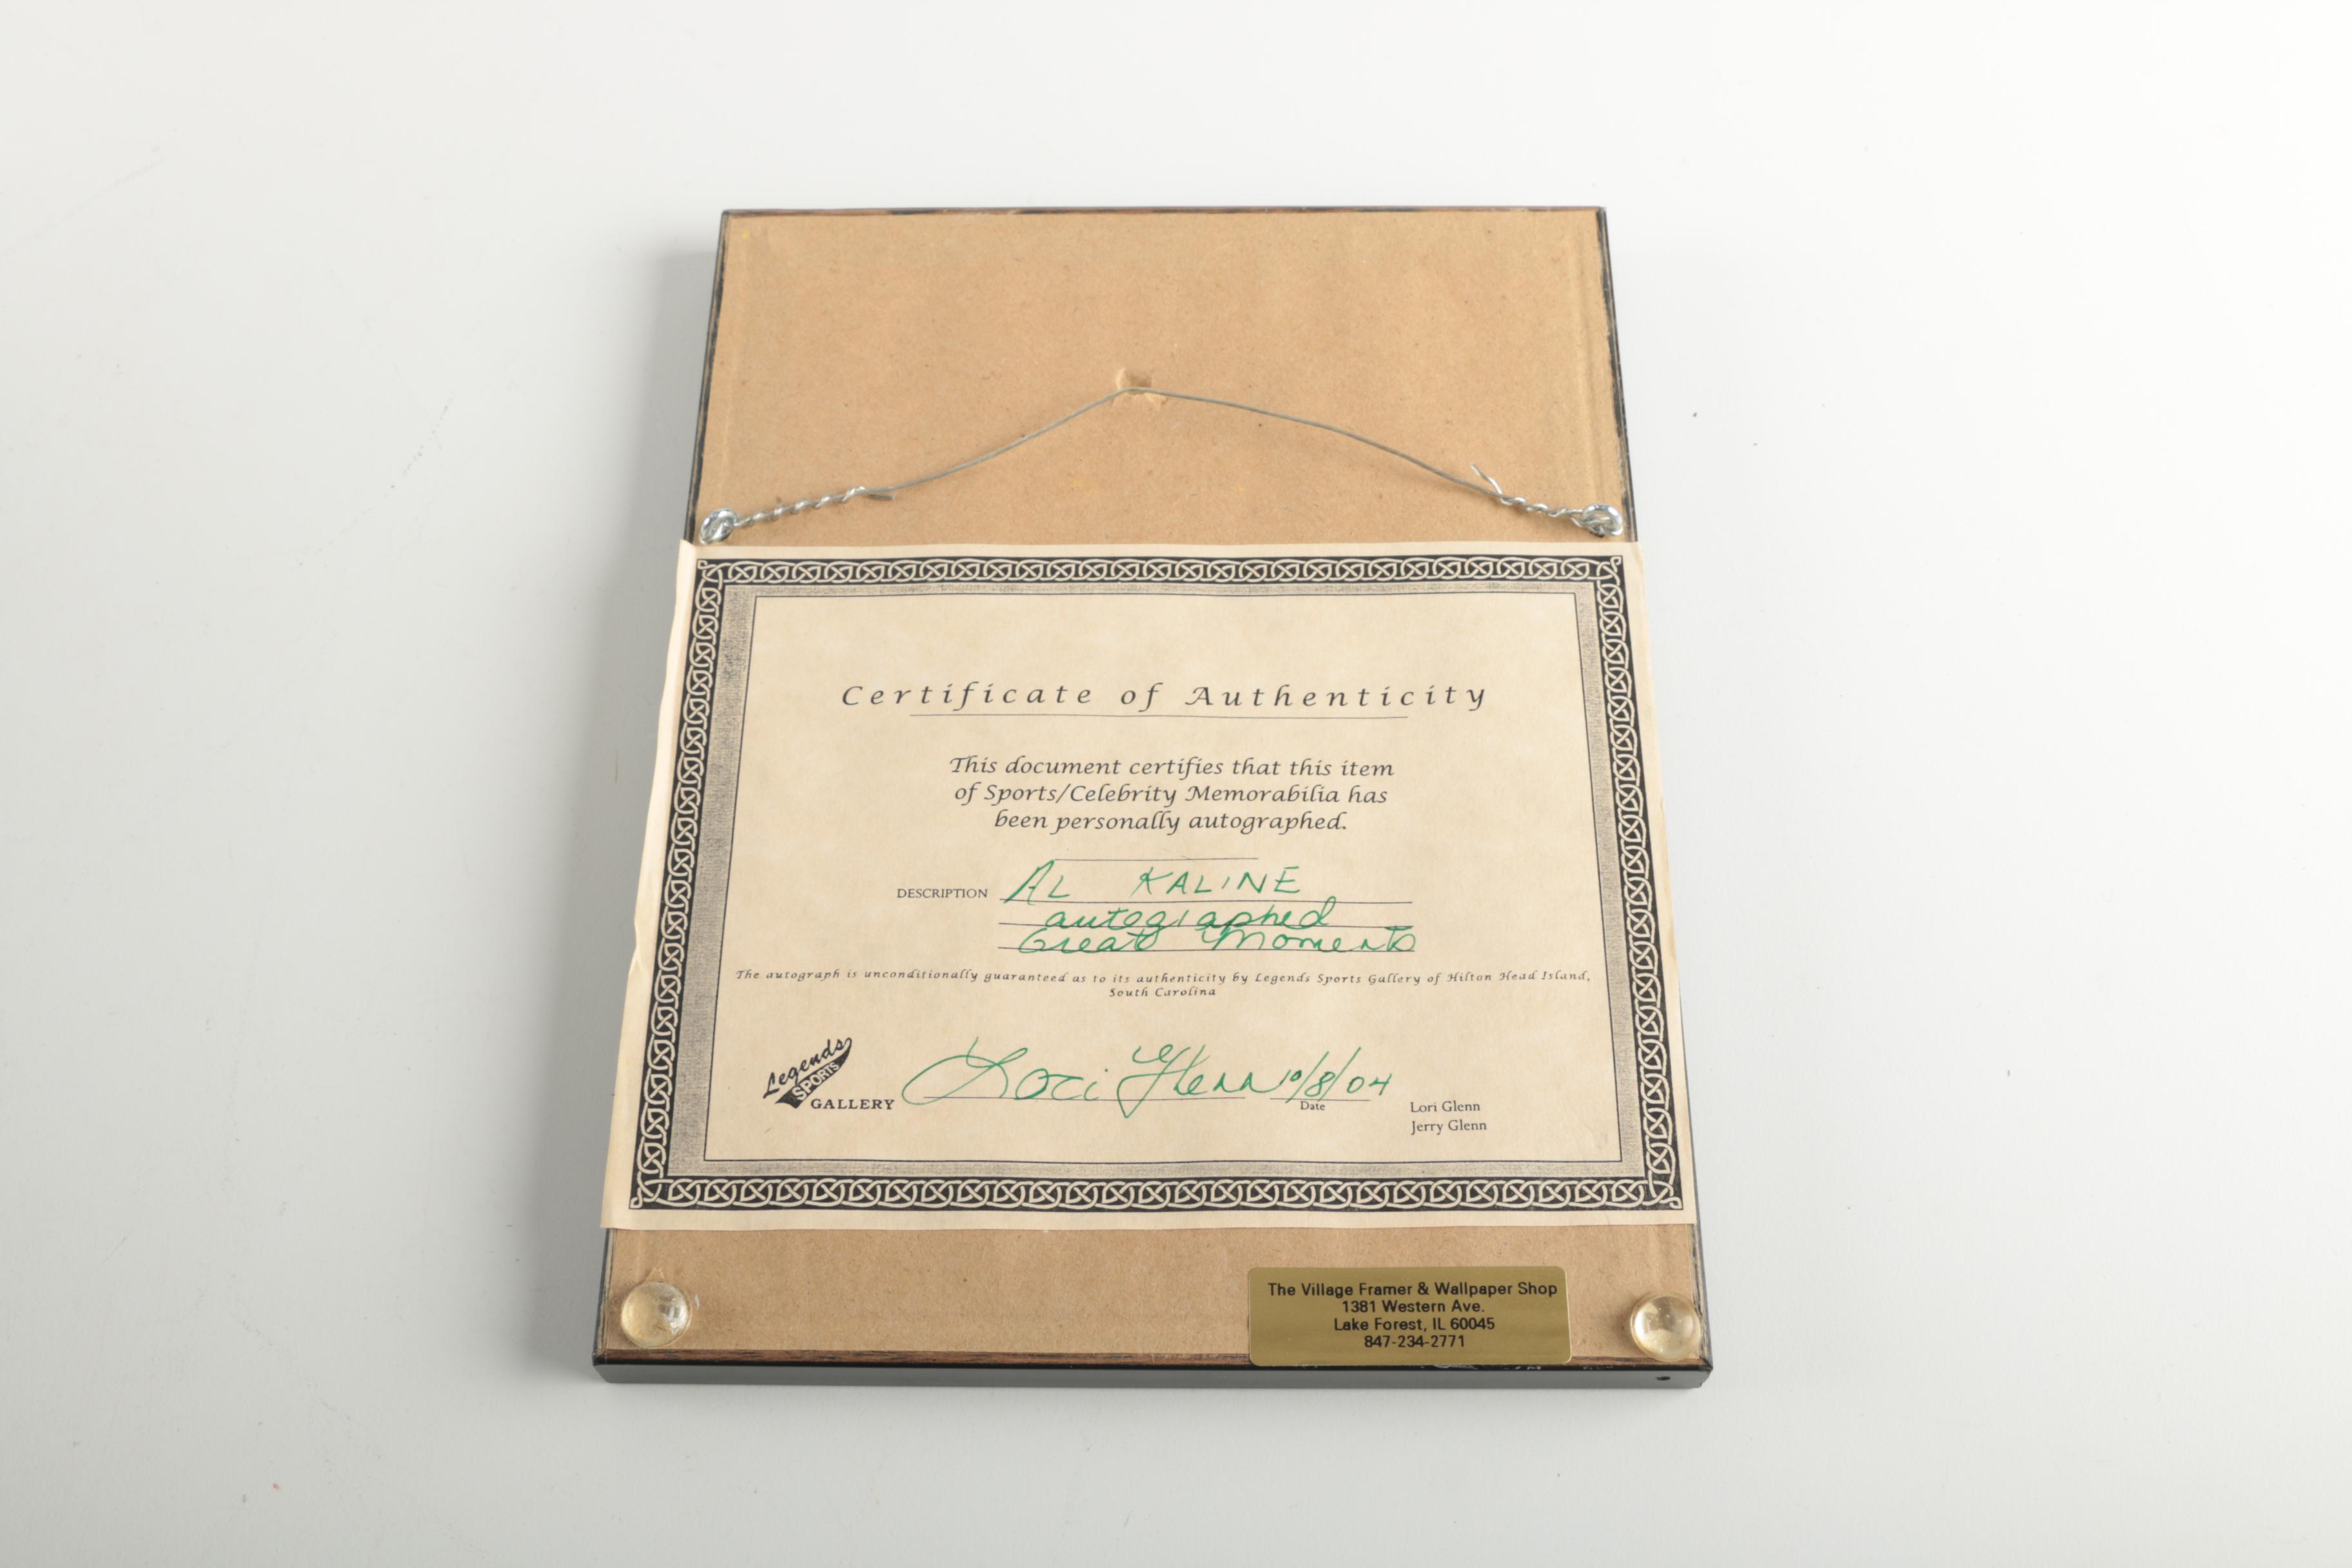 Certificate of Authenticity
This document certifies that this item
of Sports/Celebrity Memorabilia has
been personally autographed.
DESCRIPTION AL KALINE
autographed
Great Moments
The autograph is unconditionally guaranteed as to its authenticity by Legends Sports Gallery of Hilton Head Island,
South Carolina
Legends
SPORTS
GALLERY
Lori Glenn 10/8/04
Date
Lori Glenn
Jerry Glenn
The Village Framer & Wallpaper Shop
1381 Western Ave.
Lake Forest, IL 60045
847-234-2771